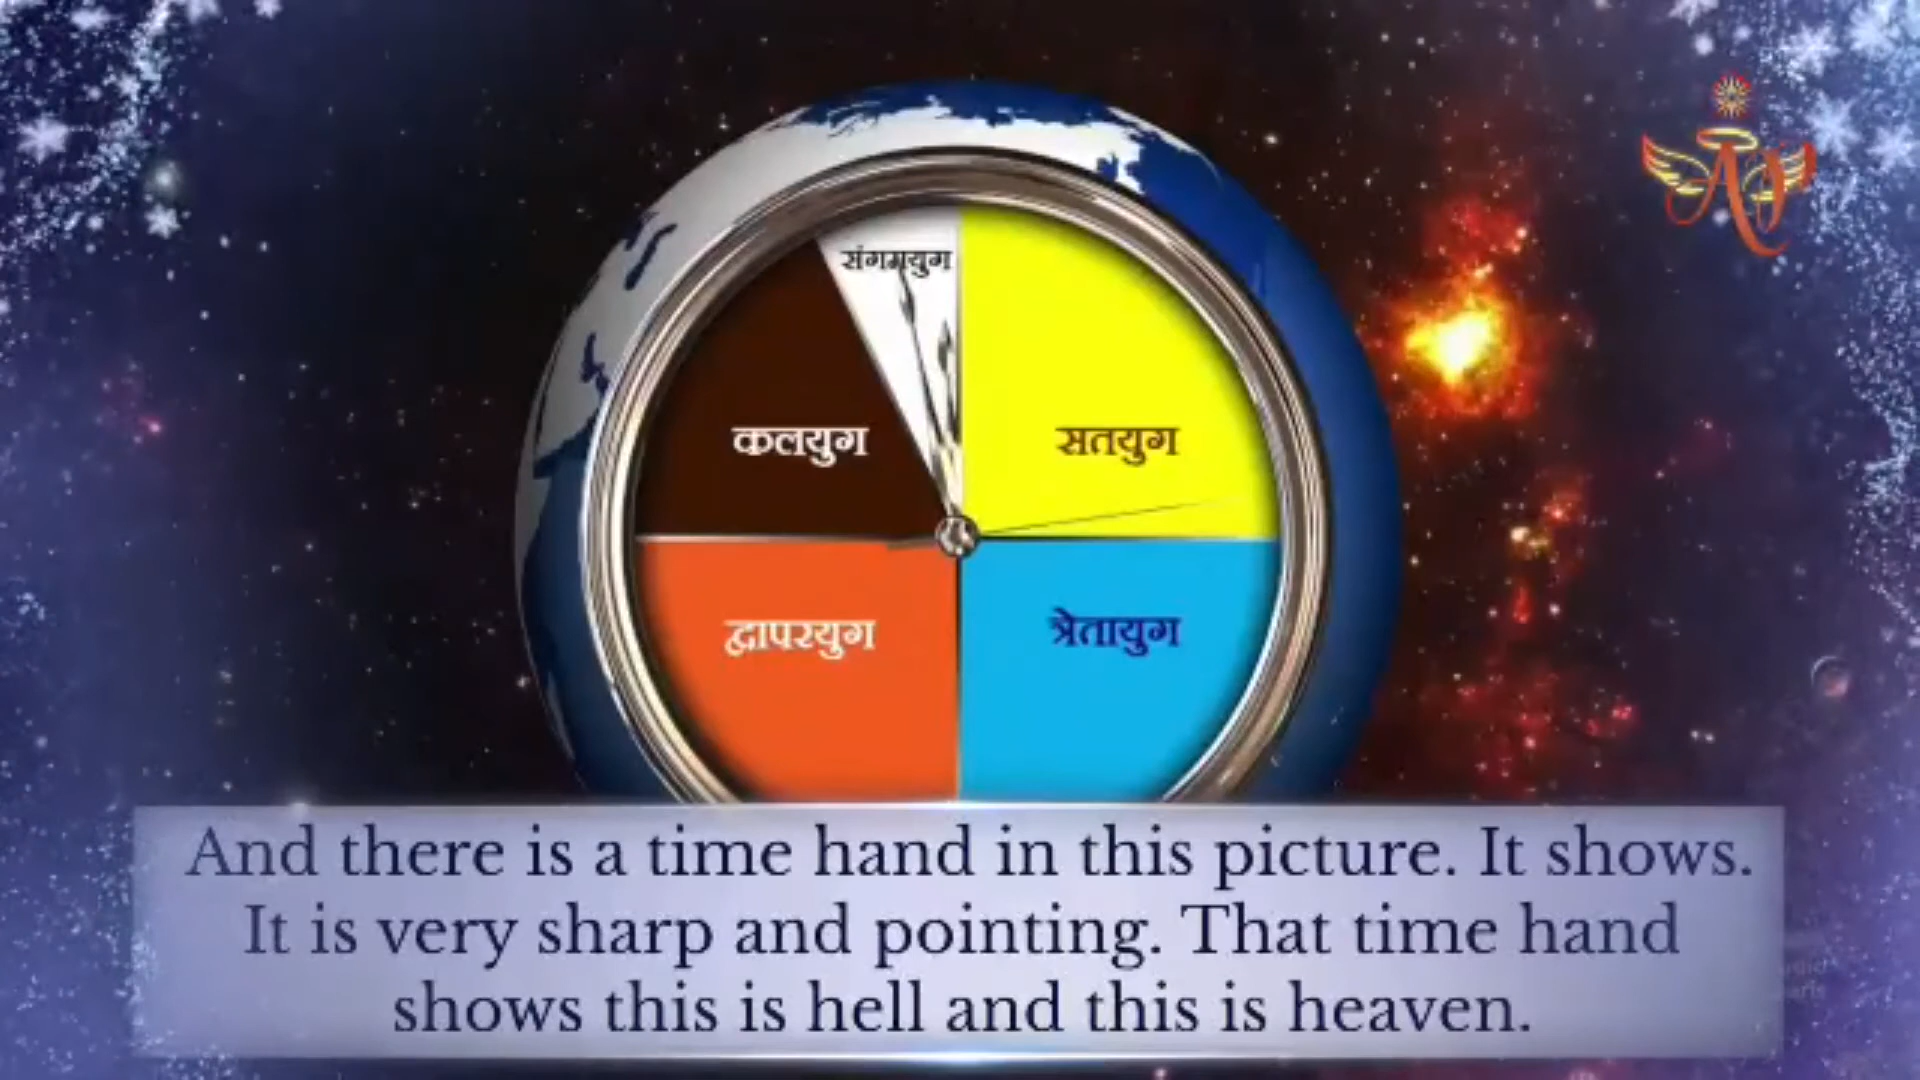 संगमयुग
कलयुग
सतयुग
द्वापरयुग
त्रेतायुग
And there is a time hand in this picture. It shows.
It is very sharp and pointing. That time hand
shows this is hell and this is heaven.